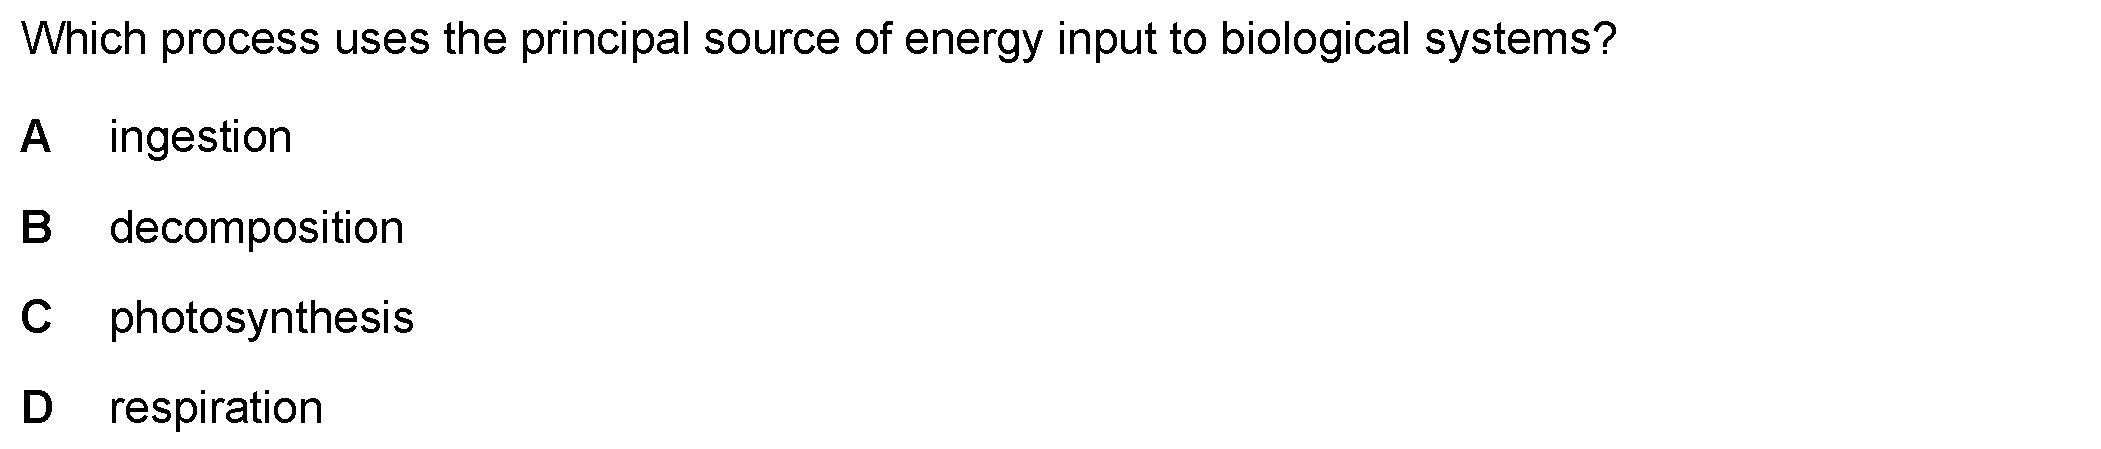 Which process uses the principal source of energy input to biological systems?
A ingestion
B decomposition
C photosynthesis
D respiration